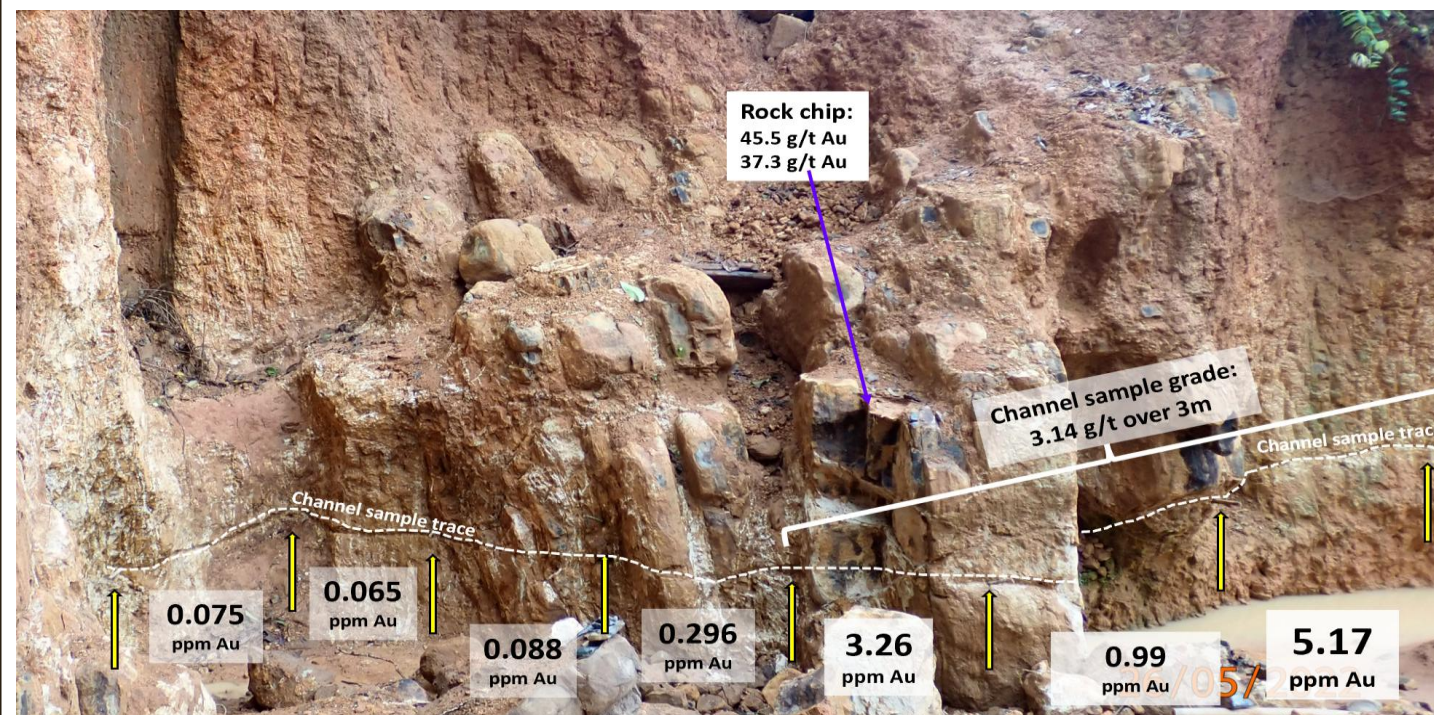 Rock chip:
45.5 g/t Au
37.3 g/t Au
Channel sample grade:
3.14 g/t over 3m
Channel sample trac
Channel sample trace
0.075
ppm Au
0.065
ppm Au
0.088
ppm Au
0.296
ppm Au
3.26
ppm Au
0.99
ppm Au
5.17
ppm Au